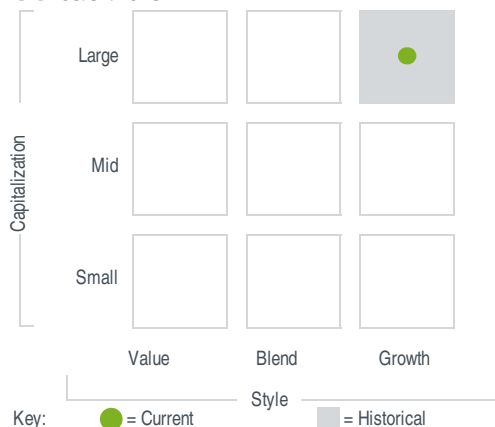 Large
Mid
Small
Capitalization
Value Blend Growth
Style
Key: = Current = Historical